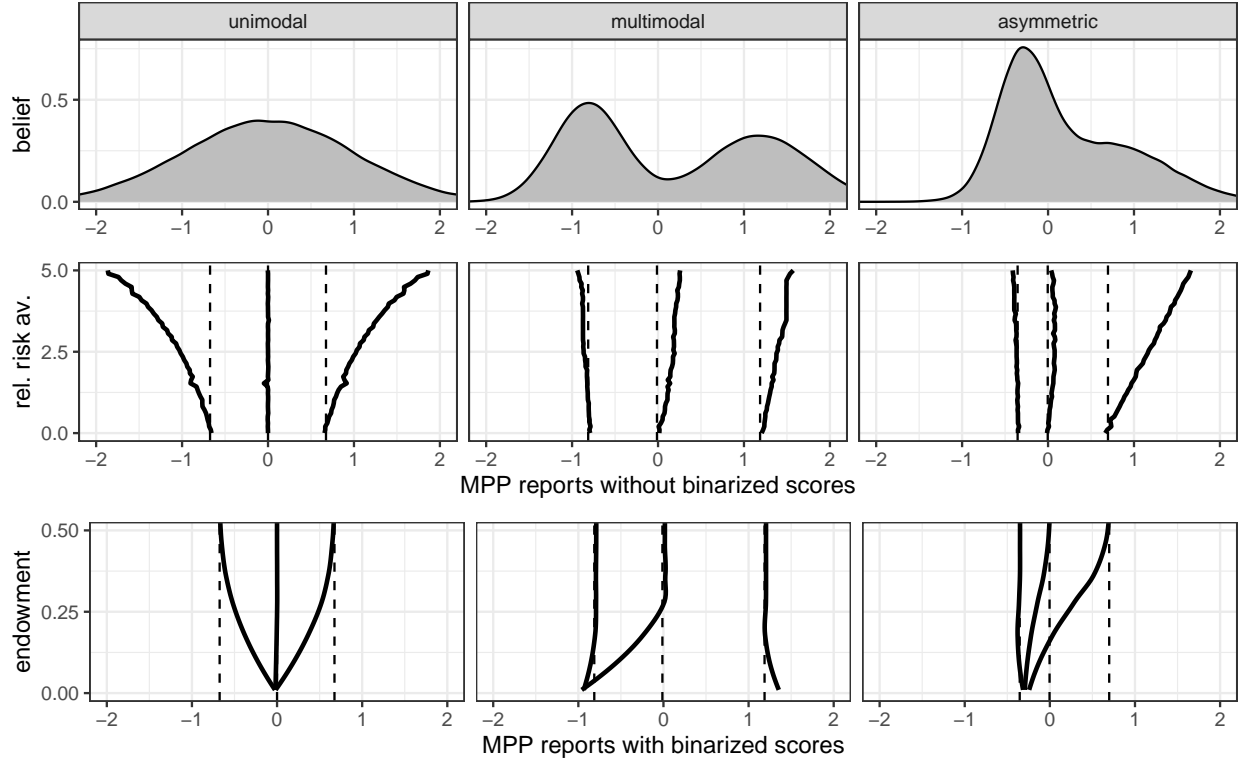 unimodal multimodal asymmetric
0.5
belief
0.0
−2 −1 0 1 2 −2 −1 0 1 2 −2 −1 0 1 2
5.0
rel. risk av.
2.5
0.0
−2 −1 0 1 2 −2 −1 0 1 2 −2 −1 0 1 2
MPP reports without binarized scores
0.50
endowment
0.25
0.00
−2 −1 0 1 2 −2 −1 0 1 2 −2 −1 0 1 2
MPP reports with binarized scores